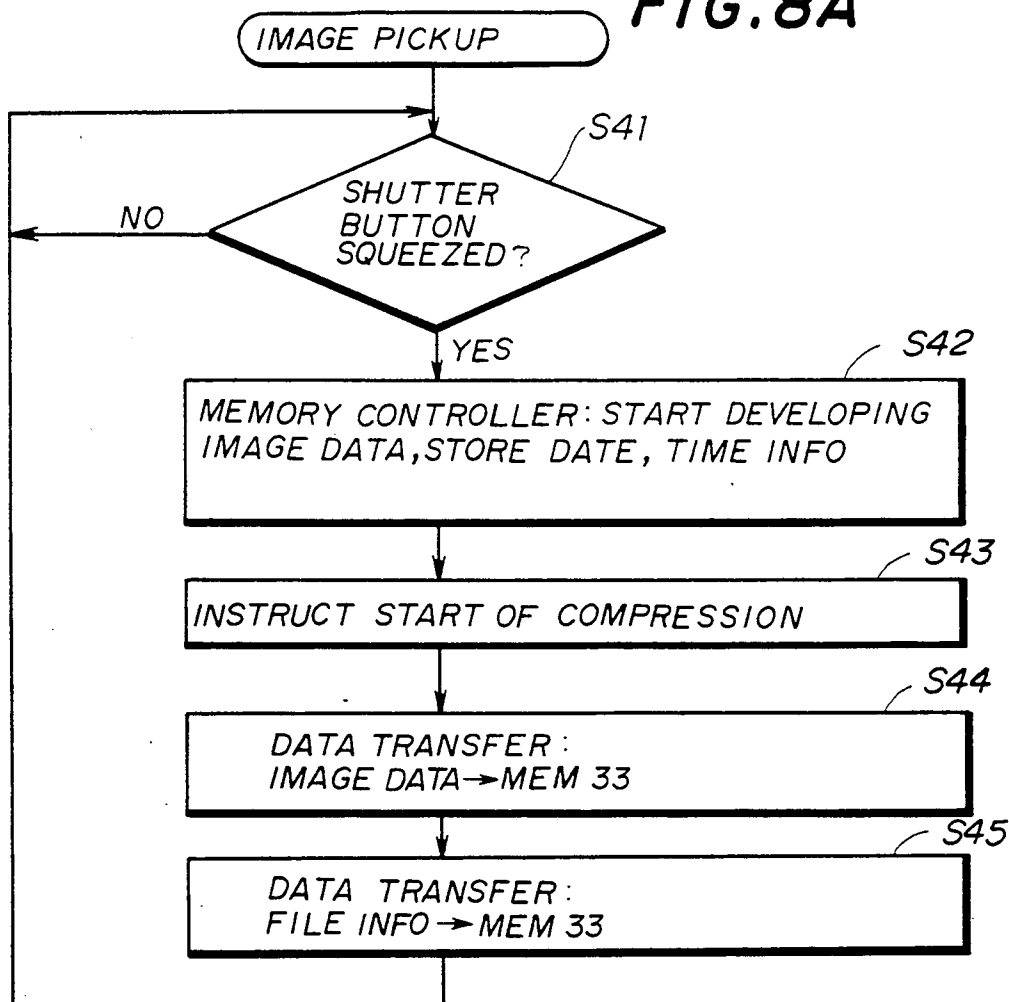 FIG.8A
IMAGE PICKUP
S41
SHUTTER
BUTTON
SQUEEZED?
NO
YES
S42
MEMORY CONTROLLER: START DEVELOPING
IMAGE DATA, STORE DATE, TIME INFO
S43
INSTRUCT START OF COMPRESSION
S44
DATA TRANSFER:
IMAGE DATA→MEM 33
S45
DATA TRANSFER:
FILE INFO→MEM 33